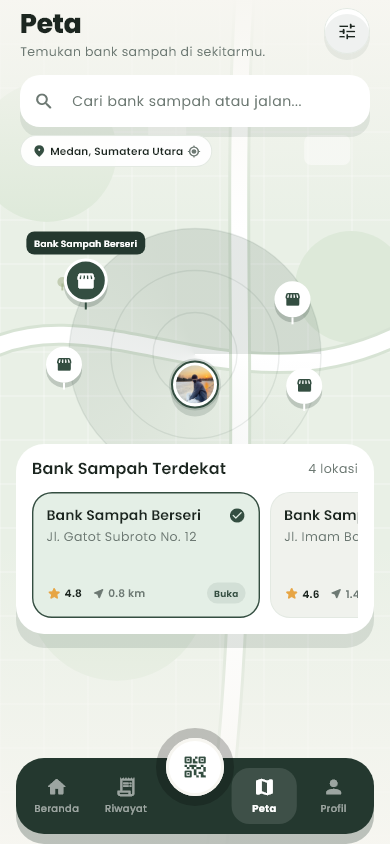 Peta
Temukan bank sampah di sekitarmu.
Cari bank sampah atau jalan...
Medan, Sumatera Utara
Bank Sampah Berseri
Bank Sampah Terdekat
4 lokasi
Bank Sampah Berseri
Jl. Gatot Subroto No. 12
4.8
0.8 km
Buka
Bank Samp
Jl. Imam Bo
4.6
1.4
Beranda
Riwayat
Peta
Profil